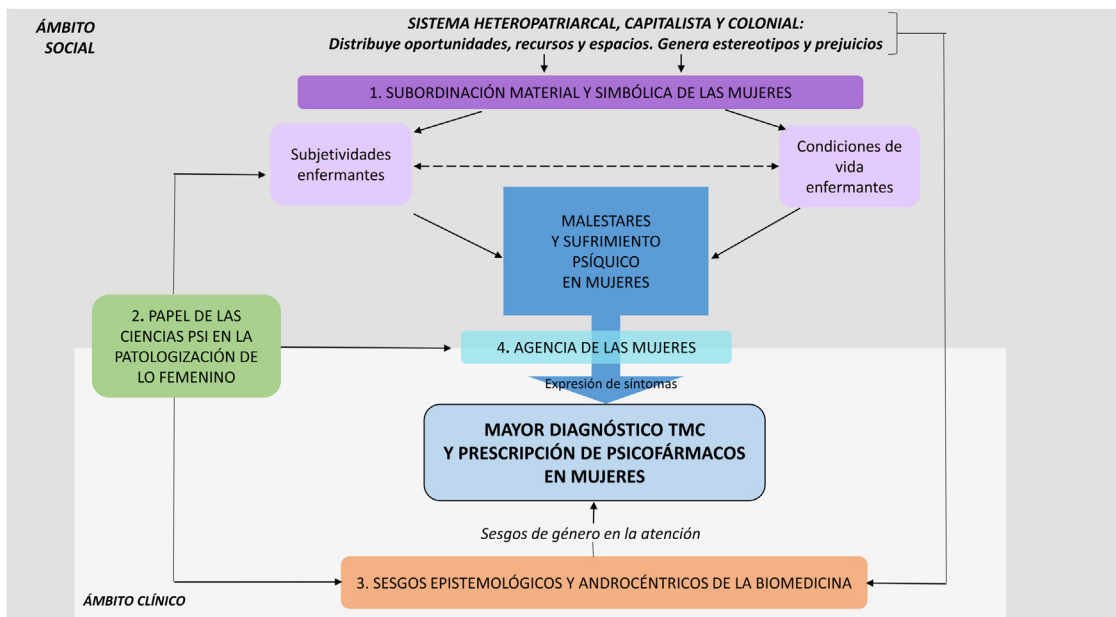 ÁMBITO
SOCIAL
SISTEMA HETEROPATRIARCAL, CAPITALISTA Y COLONIAL:
Distribuye oportunidades, recursos y espacios. Genera estereotipos y prejuicios
1. SUBORDINACIÓN MATERIAL Y SIMBÓLICA DE LAS MUJERES
Subjetividades
enfermantes
Condiciones de
vida
enfermantes
MALESTARES
Y SUFRIMIENTO
PSÍQUICO
EN MUJERES
2. PAPEL DE LAS
CIENCIAS PSI EN LA
PATOLOGIZACIÓN DE
LO FEMENINO
4. AGENCIA DE LAS MUJERES
Expresión de síntomas
MAYOR DIAGNÓSTICO TMC
Y PRESCRIPCIÓN DE PSICOFÁRMACOS
EN MUJERES
Sesgos de género en la atención
3. SESGOS EPISTEMOLÓGICOS Y ANDROCÉNTRICOS DE LA BIOMEDICINA
ÁMBITO CLÍNICO